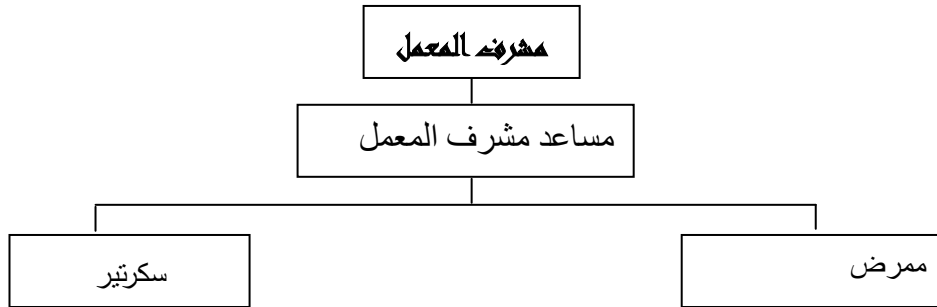 مشرف المعمل
مساعد مشرف المعمل
ممرض
سكرتير